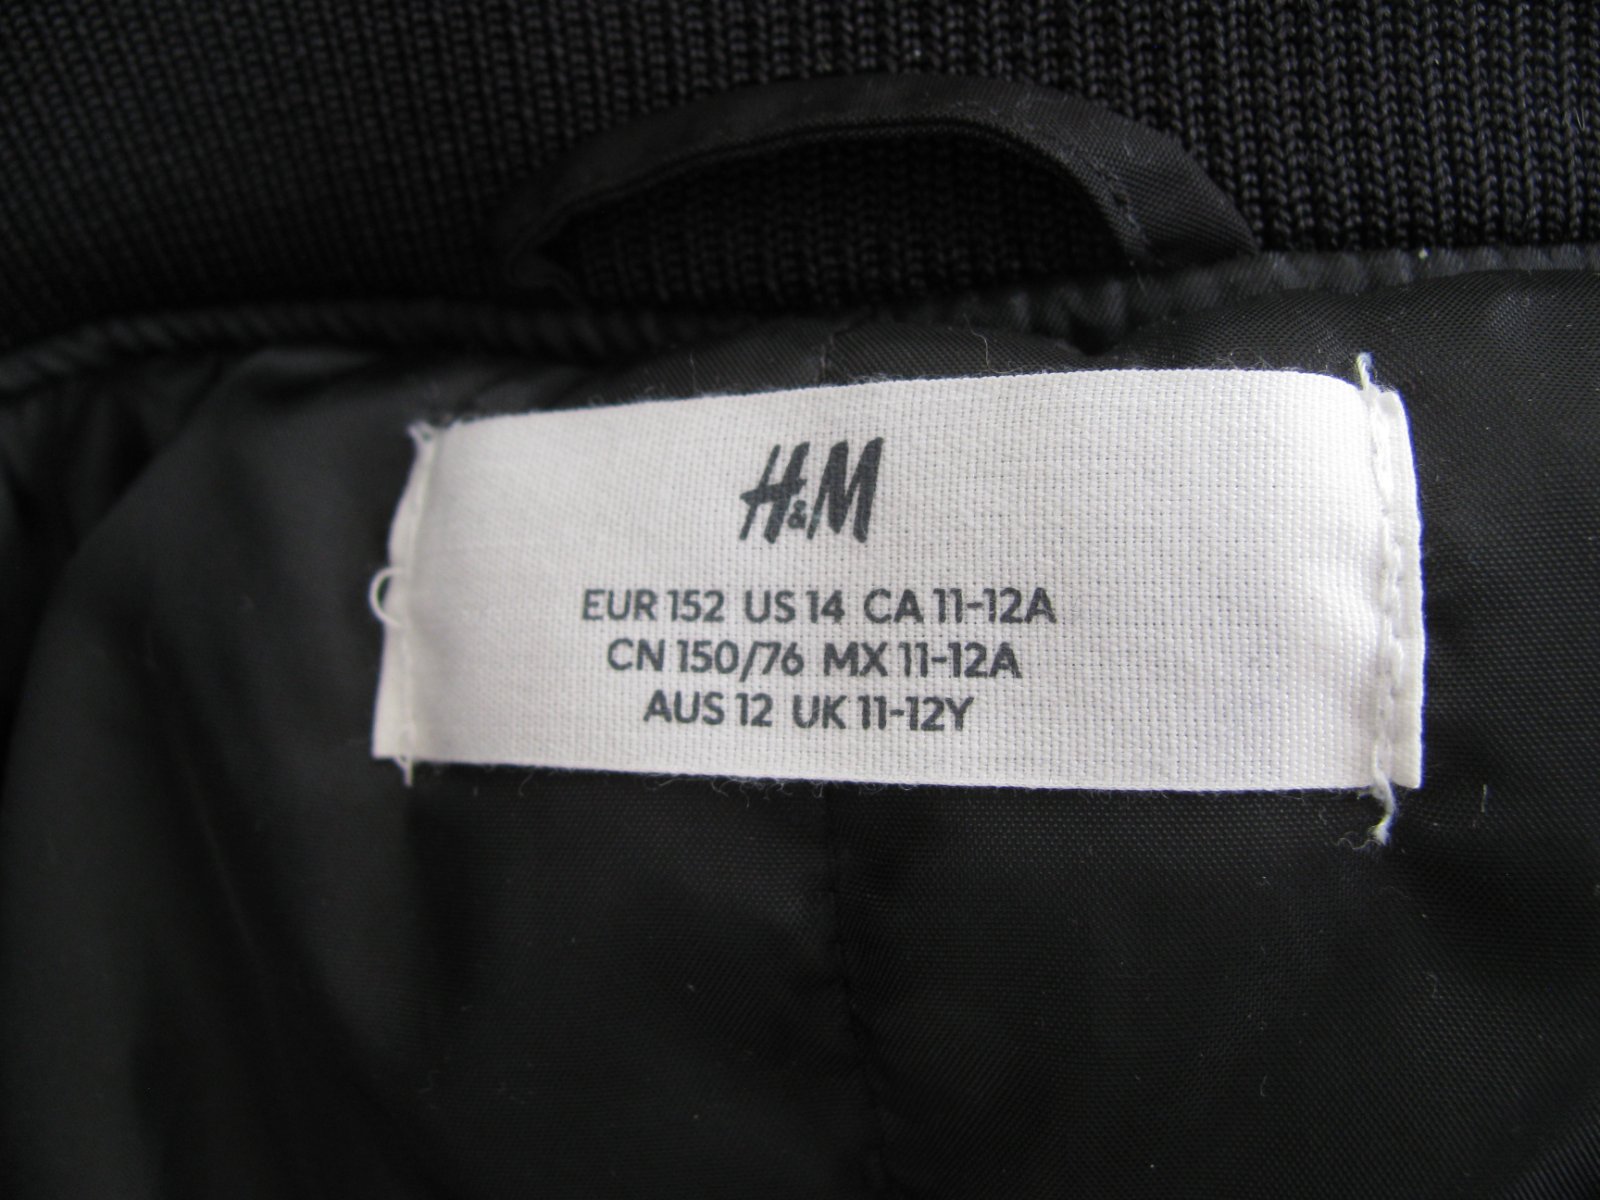 H&M
EUR 152 US 14 CA 11-12A
CN 150/76 MX 11-12A
AUS 12 UK 11-12Y